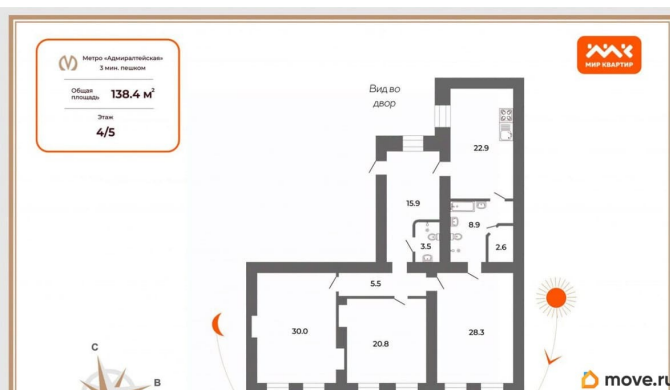 Метро «Адмиралтейская»
3 мин. пешком
Общая
площадь
138.4 м²
Этаж
4/5
МИР КВАРТИР
Вид во
двор
22.9
15.9
8.9
3.5
2.6
5.5
30.0
20.8
28.3
С
В
move.ru